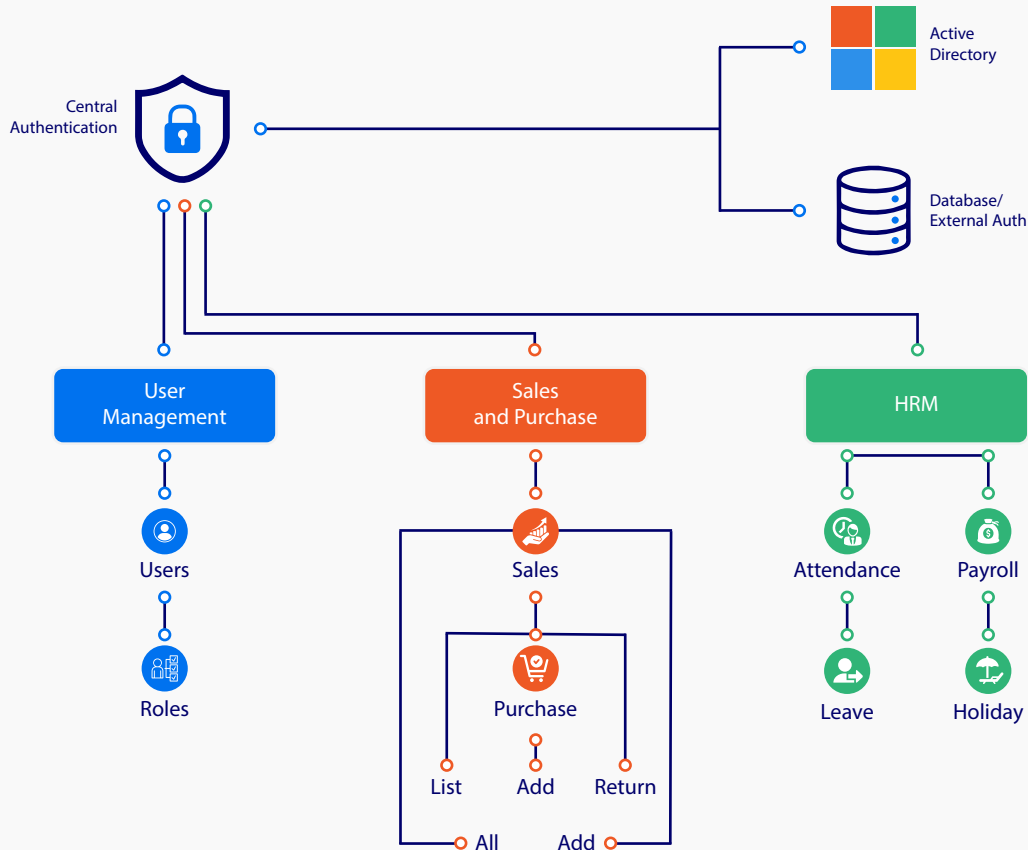 Active
Directory
Central
Authentication
Database/
External Auth
User
Management
Sales
and Purchase
HRM
Users
Sales
Attendance
Payroll
Roles
Purchase
Leave
Holiday
List
Add
Return
All
Add